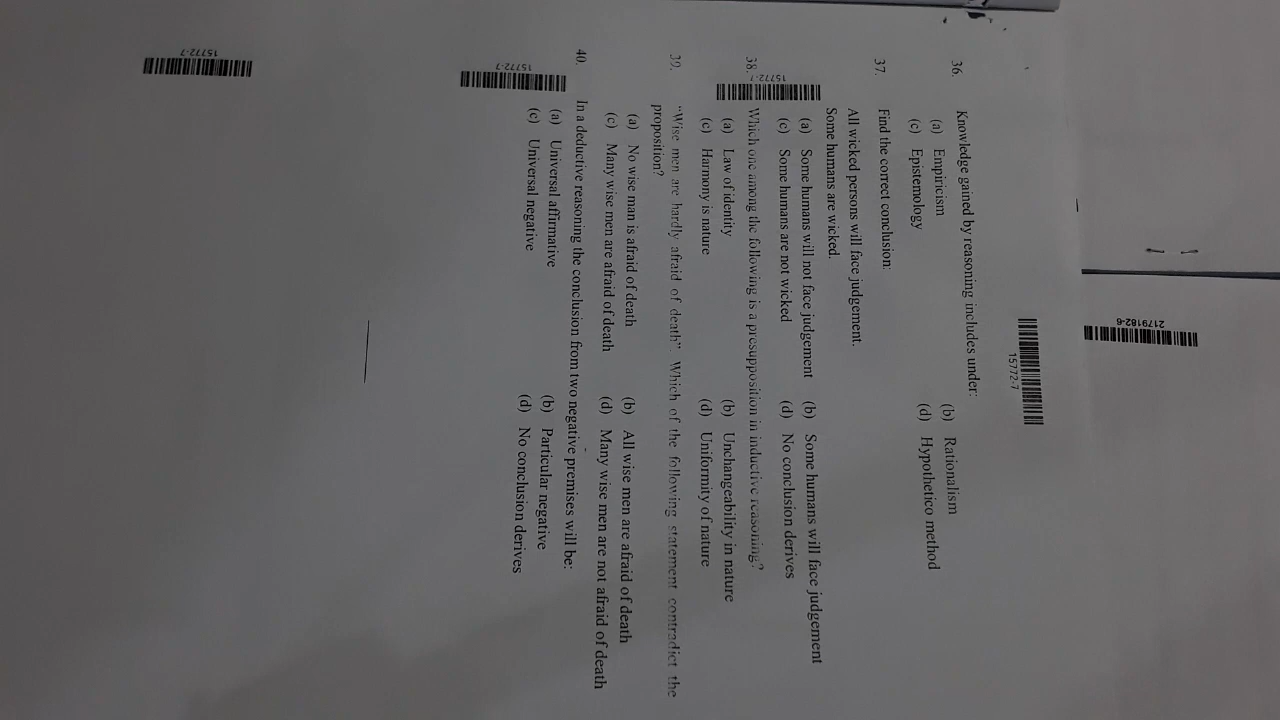 2179182-6
15772-7
36. Knowledge gained by reasoning includes under:
(a) Empiricism (b) Rationalism
(c) Epistemology (d) Hypothetico method
37. Find the correct conclusion:
All wicked persons will face judgement.
Some humans are wicked.
(a) Some humans will not face judgement (b) Some humans will face judgement
(c) Some humans are not wicked (d) No conclusion derives
15772-7
38. Which one among the following is a presupposition in inductive reasoning?
(a) Law of identity (b) Unchangeability in nature
(c) Harmony is nature (d) Uniformity of nature
39. “Wise men are hardly afraid of death”. Which of the following statement contradict the
proposition?
(a) No wise man is afraid of death (b) All wise men are afraid of death
(c) Many wise men are afraid of death (d) Many wise men are not afraid of death
40. In a deductive reasoning the conclusion from two negative premises will be:
(a) Universal affirmative (b) Particular negative
(c) Universal negative (d) No conclusion derives
15772-7
15772-7